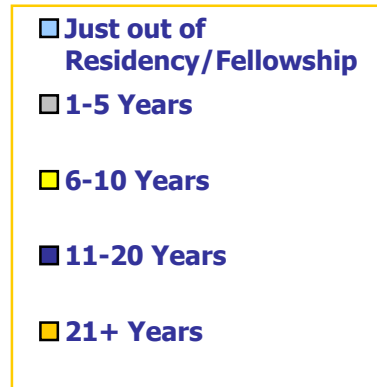 Just out of
Residency/Fellowship
1-5 Years
6-10 Years
11-20 Years
21+ Years